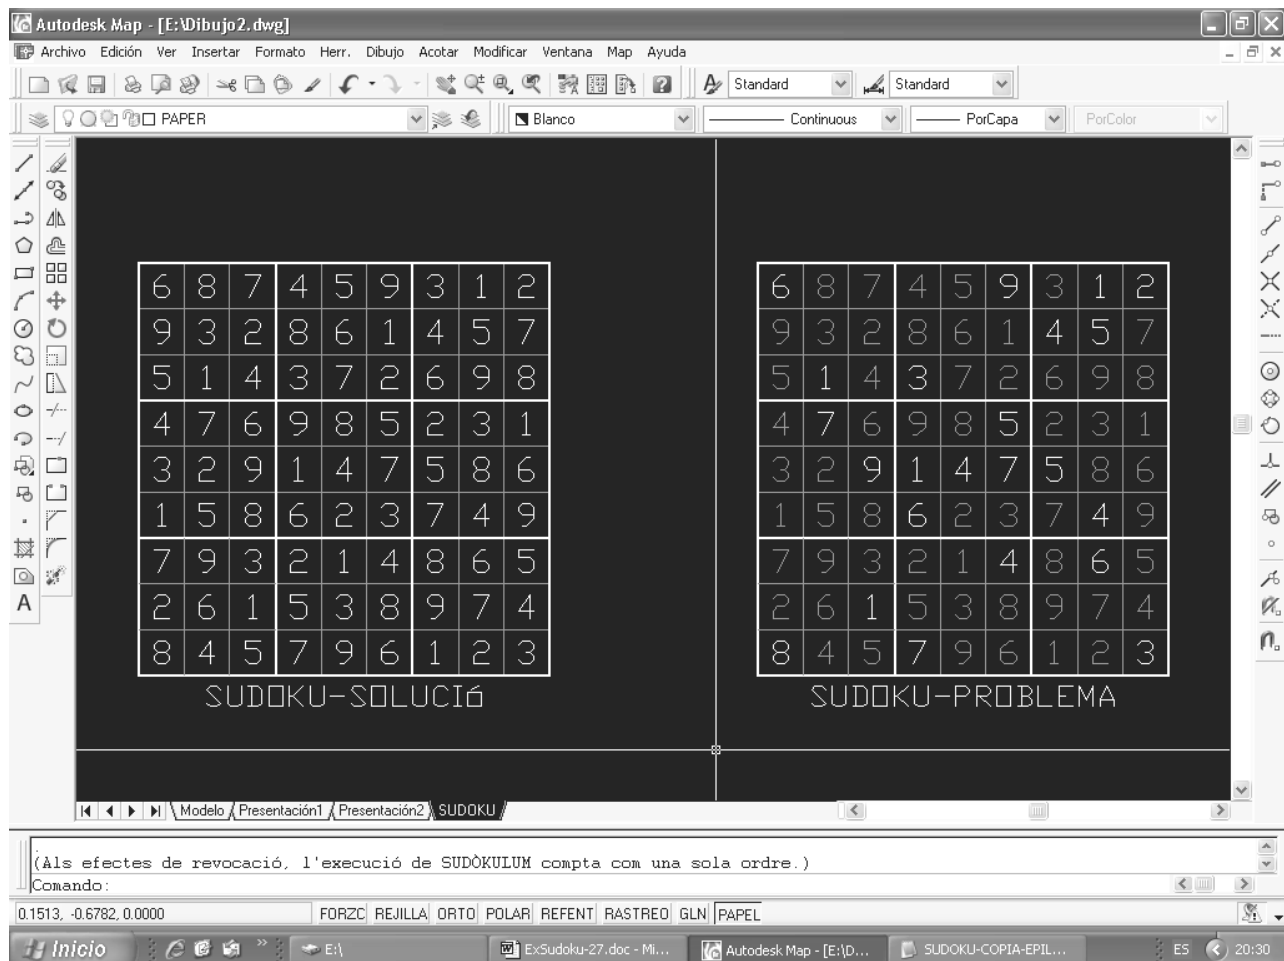 Autodesk Map - [E:\Dibujo2.dwg]
Archivo Edición Ver Insertar Formato Herr. Dibujo Acotar Modificar Ventana Map Ayuda
Standard Standard
PAPER Blanco Continuous PorCapa PorColor
6 8 7 4 5 9 3 1 2
9 3 2 8 6 1 4 5 7
5 1 4 3 7 2 6 9 8
4 7 6 9 8 5 2 3 1
3 2 9 1 4 7 5 8 6
1 5 8 6 2 3 7 4 9
7 9 3 2 1 4 8 6 5
2 6 1 5 3 8 9 7 4
8 4 5 7 9 6 1 2 3
SUDOKU-SOLUCIó
6 8 7 4 5 9 3 1 2
9 3 2 8 6 1 4 5 7
5 1 4 3 7 2 6 9 8
4 7 6 9 8 5 2 3 1
3 2 9 1 4 7 5 8 6
1 5 8 6 2 3 7 4 9
7 9 3 2 1 4 8 6 5
2 6 1 5 3 8 9 7 4
8 4 5 7 9 6 1 2 3
SUDOKU-PROBLEMA
Modelo Presentación1 Presentación2 SUDOKU
(Als efectes de revocació, l'execució de SUDÒKULUM compta com una sola ordre.)
Comando:
0.1513, -0.6782, 0.0000 FORZC REJILLA ORTO POLAR REFENT RASTREO GLN PAPEL
Inicio E:\ ExSudoku-27.doc - Mi... Autodesk Map - [E:\D... SUDOKU-COPIA-EPIL... ES 20:30